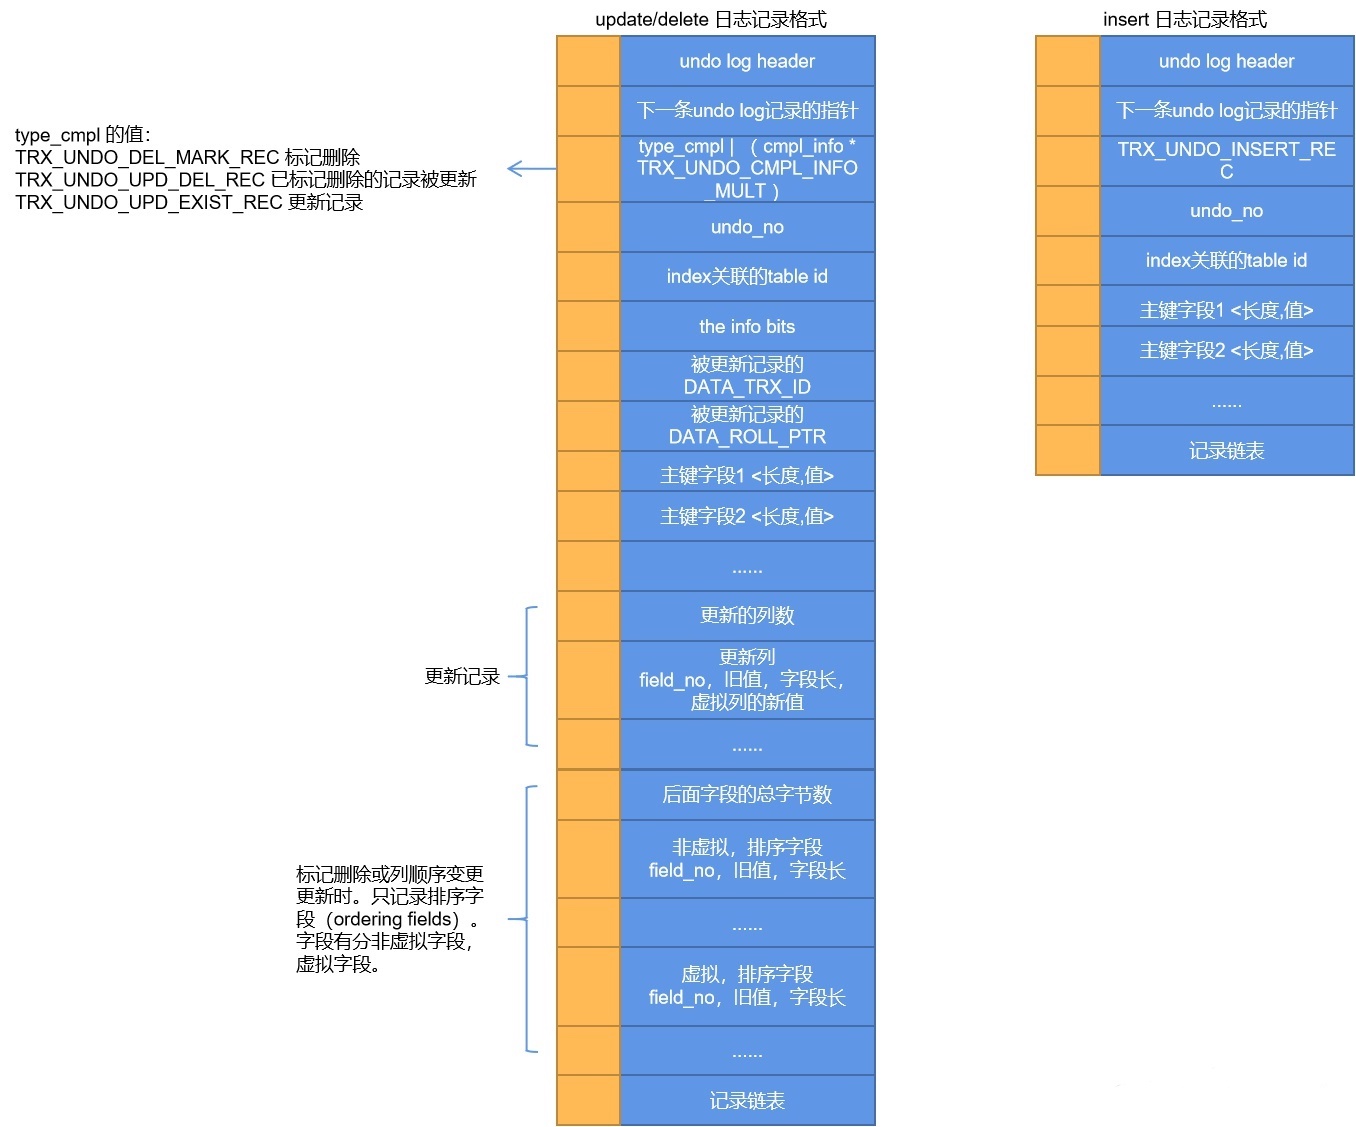 update/delete 日志记录格式
undo log header
下一条undo log记录的指针
type_cmpl | （ cmpl_info *
TRX_UNDO_CMPL_INFO
_MULT ）
undo_no
index关联的table id
the info bits
被更新记录的
DATA_TRX_ID
被更新记录的
DATA_ROLL_PTR
主键字段1 <长度,值>
主键字段2 <长度,值>
......
更新的列数
更新列
field_no，旧值，字段长，
虚拟列的新值
......
后面字段的总字节数
非虚拟，排序字段
field_no，旧值，字段长
......
虚拟，排序字段
field_no，旧值，字段长
......
记录链表
type_cmpl 的值：
TRX_UNDO_DEL_MARK_REC 标记删除
TRX_UNDO_UPD_DEL_REC 已标记删除的记录被更新
TRX_UNDO_UPD_EXIST_REC 更新记录
更新记录
标记删除或列顺序变更
更新时。只记录排序字
段（ordering fields）。
字段有分非虚拟字段，
虚拟字段。
insert 日志记录格式
undo log header
下一条undo log记录的指针
TRX_UNDO_INSERT_RE
C
undo_no
index关联的table id
主键字段1 <长度,值>
主键字段2 <长度,值>
......
记录链表